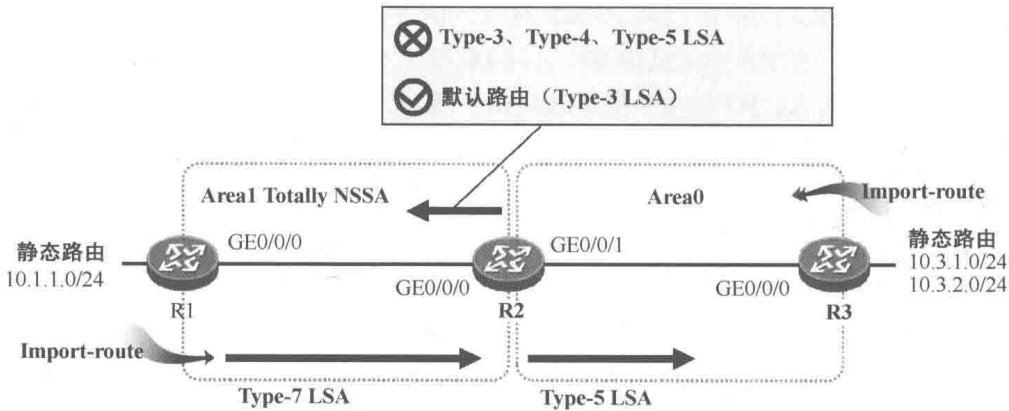 Type-3、Type-4、Type-5 LSA
默认路由（Type-3 LSA）
Area1 Totally NSSA
Area0
Import-route
静态路由
10.1.1.0/24
GE0/0/0
GE0/0/0
GE0/0/1
GE0/0/0
静态路由
10.3.1.0/24
10.3.2.0/24
R1
R2
R3
Import-route
Type-7 LSA
Type-5 LSA